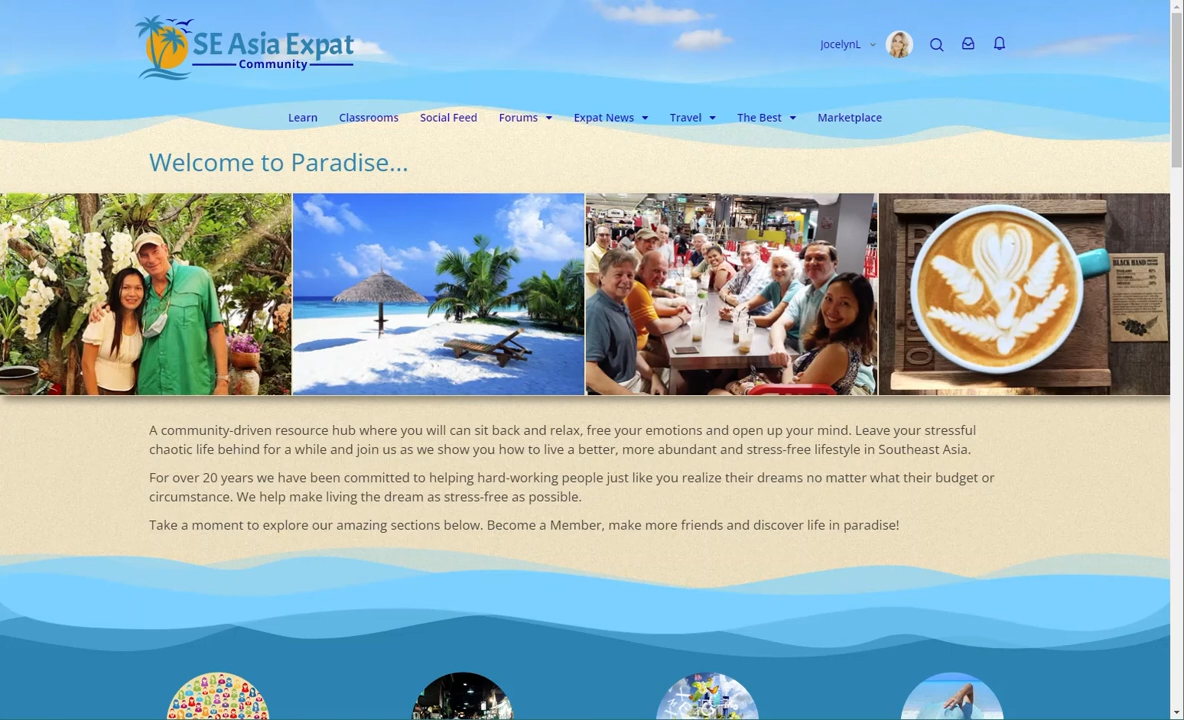 SE Asia Expat
Community
JocelynL
Learn Classrooms Social Feed Forums Expat News Travel The Best Marketplace
Welcome to Paradise...
BLACK HAND
A community-driven resource hub where you will can sit back and relax, free your emotions and open up your mind. Leave your stressful
chaotic life behind for a while and join us as we show you how to live a better, more abundant and stress-free lifestyle in Southeast Asia.
For over 20 years we have been committed to helping hard-working people just like you realize their dreams no matter what their budget or
circumstance. We help make living the dream as stress-free as possible.
Take a moment to explore our amazing sections below. Become a Member, make more friends and discover life in paradise!